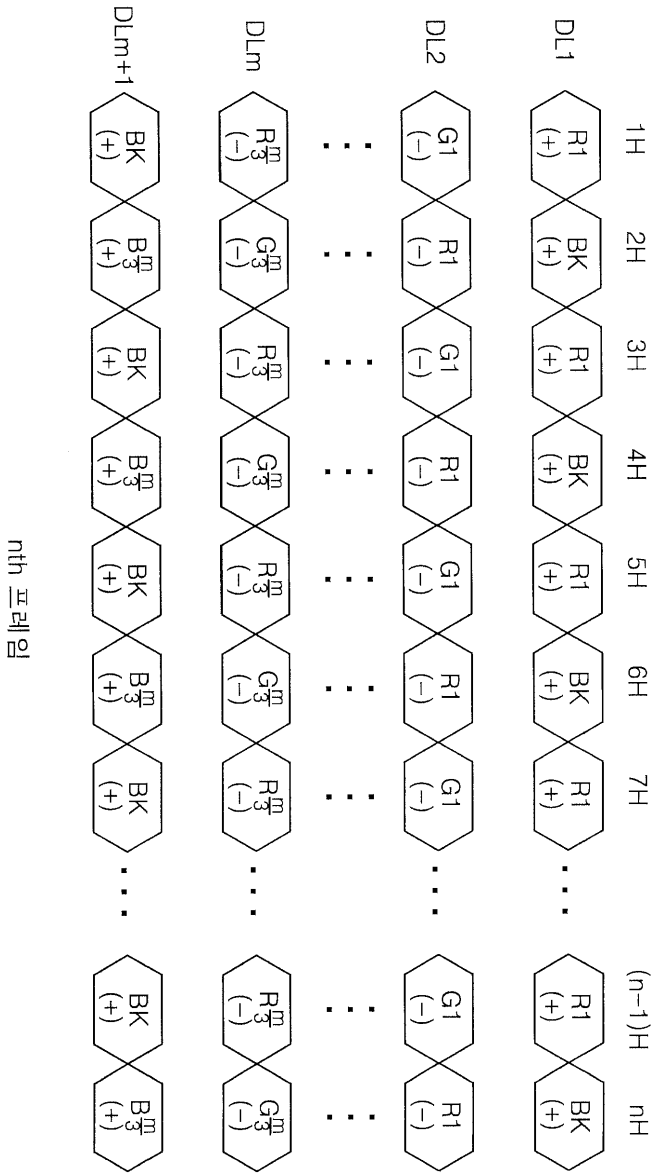 1H 2H 3H 4H 5H 6H 7H (n-1)H nH
DL1 R1 BK R1 BK R1 BK R1 ... R1 BK
(+) (+) (+) (+) (+) (+) (+) (+) (+)
DL2 G1 R1 G1 R1 G1 R1 G1 ... G1 R1
(-) (-) (-) (-) (-) (-) (-) (-) (-)
... ... ... ... ... ... ... ... ...
DLm Rm/3 Gm/3 Rm/3 Gm/3 Rm/3 Gm/3 Rm/3 ... Rm/3 Gm/3
(-) (-) (-) (-) (-) (-) (-) (-) (-)
DLm+1 BK Bm/3 BK Bm/3 BK Bm/3 BK ... BK Bm/3
(+) (+) (+) (+) (+) (+) (+) (+) (+)
nth 프레임